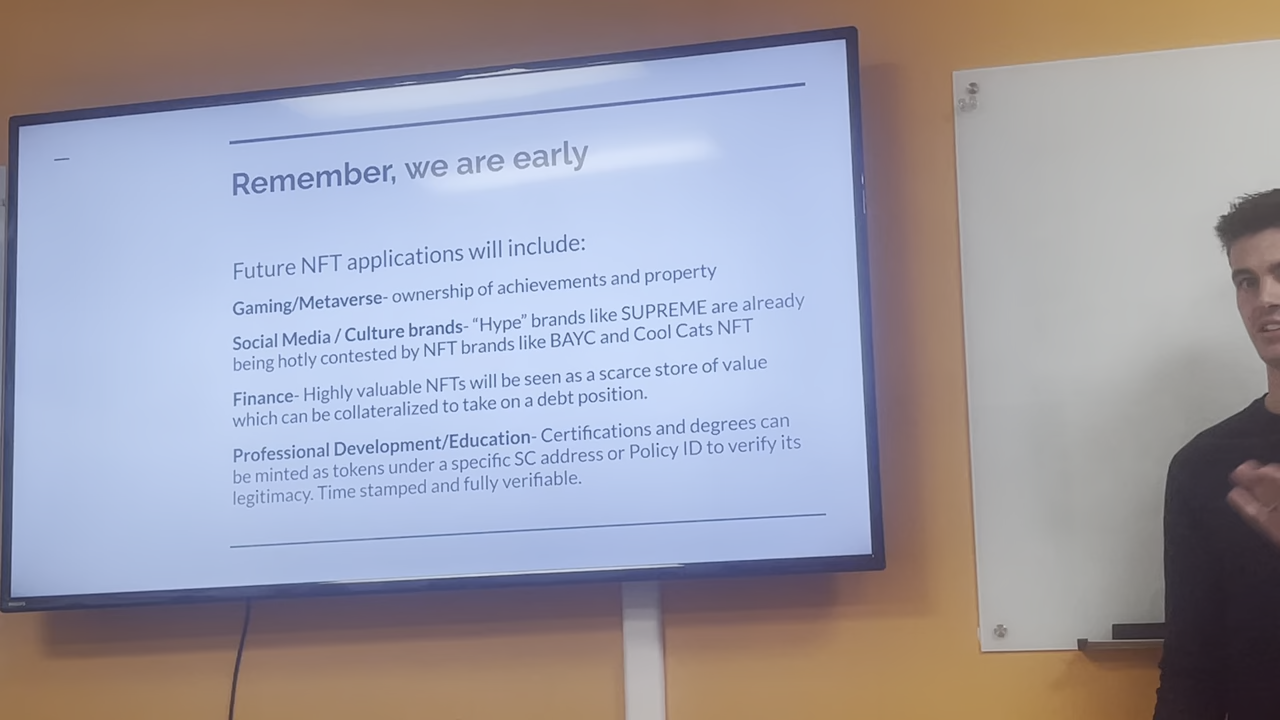 Remember, we are early
Future NFT applications will include:
Gaming/Metaverse- ownership of achievements and property
Social Media / Culture brands- “Hype” brands like SUPREME are already
being hotly contested by NFT brands like BAYC and Cool Cats NFT
Finance- Highly valuable NFTs will be seen as a scarce store of value
which can be collateralized to take on a debt position.
Professional Development/Education- Certifications and degrees can
be minted as tokens under a specific SC address or Policy ID to verify its
legitimacy. Time stamped and fully verifiable.